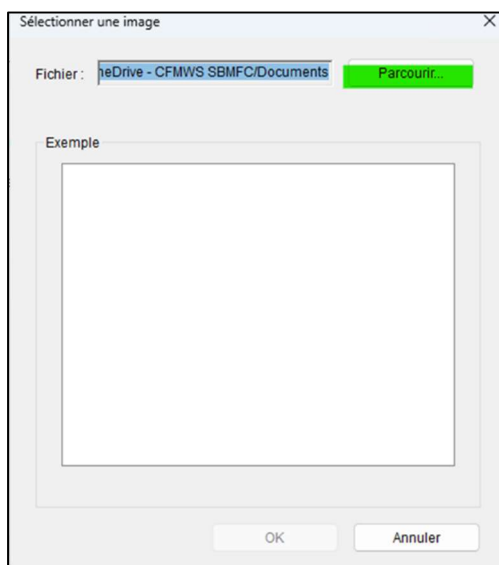 Sélectionner une image
Fichier : neDrive - CFMWS SBMFC/Documents Parcourir...
Exemple
OK Annuler